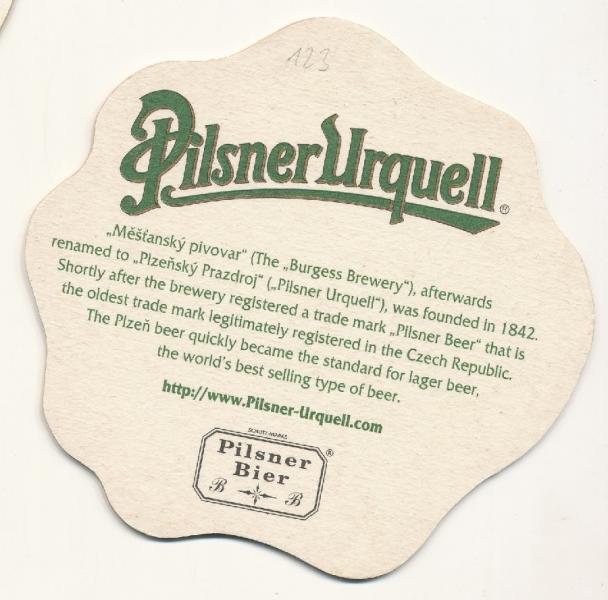 123
Pilsner Urquell®
„Měšťanský pivovar“ (The „Burgess Brewery“), afterwards
renamed to „Plzeňský Prazdroj“ („Pilsner Urquell“), was founded in 1842.
Shortly after the brewery registered a trade mark „Pilsner Beer“ that is
the oldest trade mark legitimately registered in the Czech Republic.
The Plzeň beer quickly became the standard for lager beer,
the world's best selling type of beer.
http://www.Pilsner-Urquell.com
SCHUTZ-MARKE
Pilsner ®
Bier
B B